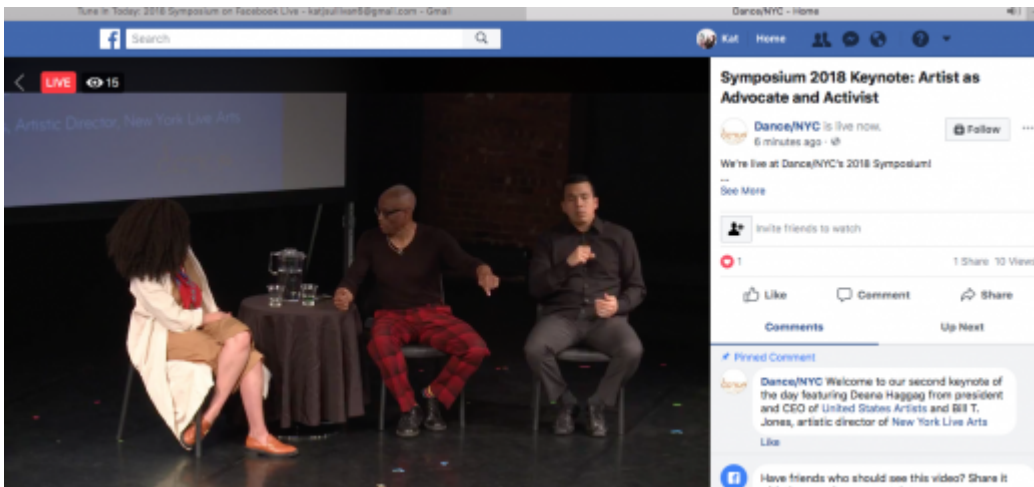 Tune in Today: 2018 Symposium on Facebook Live - katjsullivan5@gmail.com - Gmail
Dance/NYC - Home
Search
Kat Home
LIVE 15
, Artistic Director, New York Live Arts
Symposium 2018 Keynote: Artist as
Advocate and Activist
Dance/NYC is live now.
6 minutes ago ·
Follow
We're live at Dance/NYC's 2018 Symposium!
...
See More
Invite friends to watch
1
1 Share 10 Views
Like Comment Share
Comments Up Next
Pinned Comment
Dance/NYC Welcome to our second keynote of
the day featuring Deana Haggag from president
and CEO of United States Artists and Bill T.
Jones, artistic director of New York Live Arts
Like
Have friends who should see this video? Share it